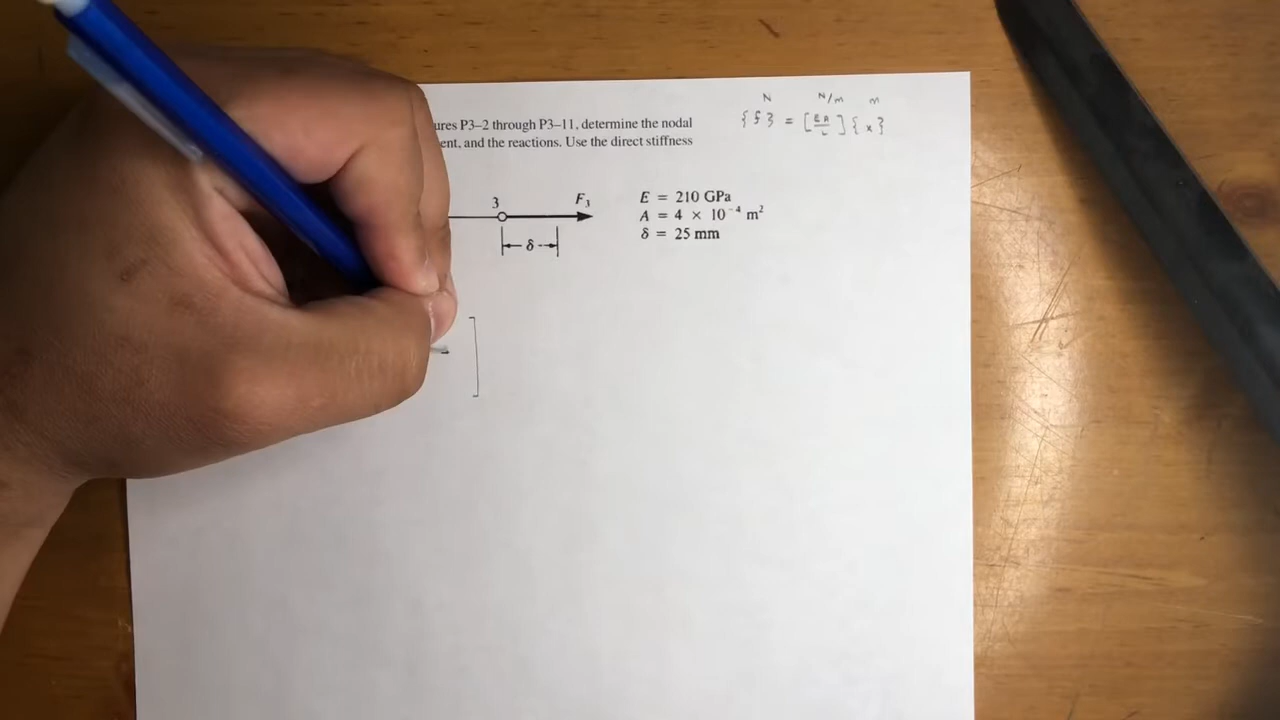 N N/m m
{f} = [EA/L]{x}
ures P3–2 through P3–11, determine the nodal
ent, and the reactions. Use the direct stiffness
3 F₃
δ
E = 210 GPa
A = 4 × 10⁻⁴ m²
δ = 25 mm